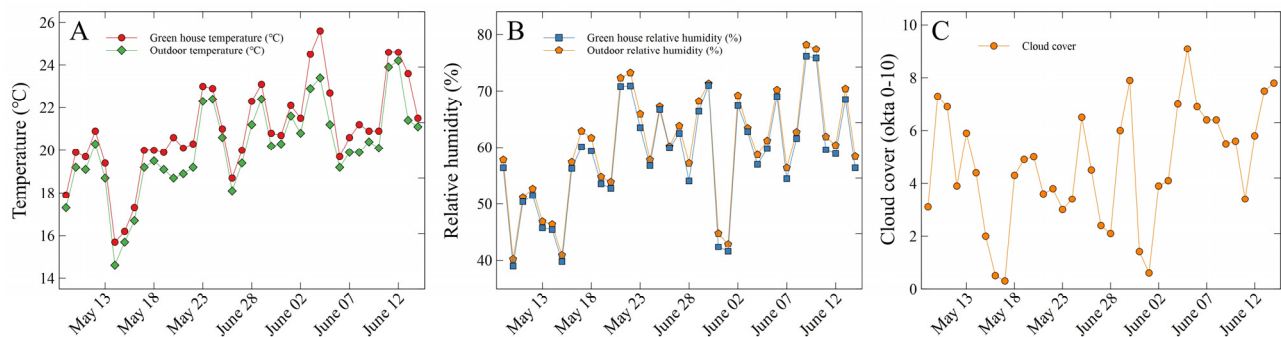 A
Green house temperature (℃)
Outdoor temperature (℃)
Temperature (℃)
26
24
22
20
18
16
14
May 13
May 18
May 23
June 28
June 02
June 07
June 12
B
Green house relative humidity (%)
Outdoor relative humidity (%)
Relative humidity (%)
80
70
60
50
40
May 13
May 18
May 23
June 28
June 02
June 07
June 12
C
Cloud cover
Cloud cover (okta 0-10)
10
8
6
4
2
0
May 13
May 18
May 23
June 28
June 02
June 07
June 12